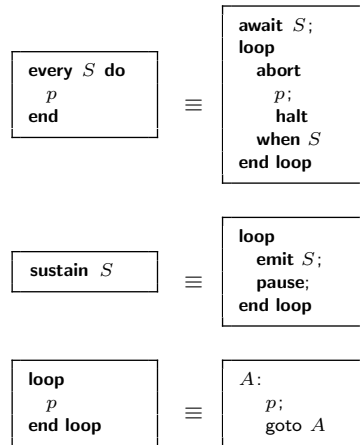 every S do
p
end
≡
await S;
loop
abort
p;
halt
when S
end loop
sustain S
≡
loop
emit S;
pause;
end loop
loop
p
end loop
≡
A:
p;
goto A